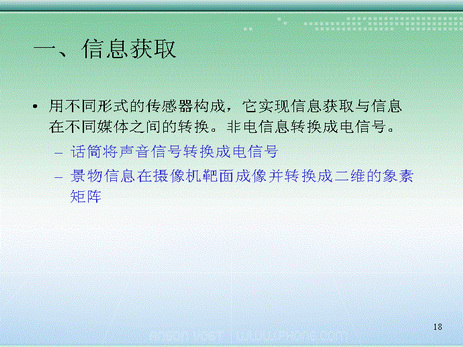 一、信息获取
• 用不同形式的传感器构成，它实现信息获取与信息
在不同媒体之间的转换。非电信息转换成电信号。
– 话筒将声音信号转换成电信号
– 景物信息在摄像机靶面成像并转换成二维的象素
矩阵
18